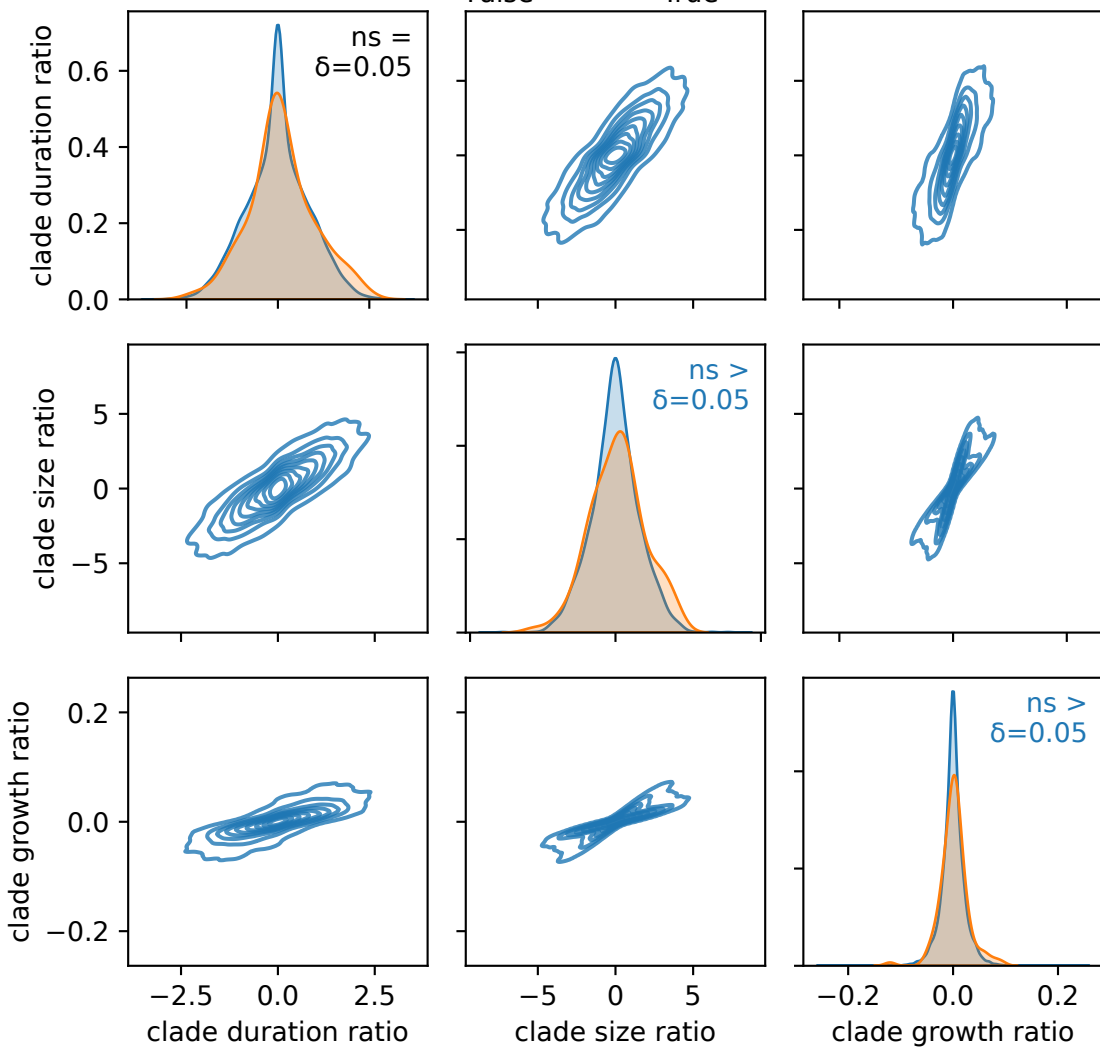 clade duration ratio
0.6
0.4
0.2
0.0
ns =
δ=0.05
clade size ratio
5
0
−5
ns >
δ=0.05
clade growth ratio
0.2
0.0
−0.2
ns >
δ=0.05
−2.5 0.0 2.5
−5 0 5
−0.2 0.0 0.2
clade duration ratio
clade size ratio
clade growth ratio